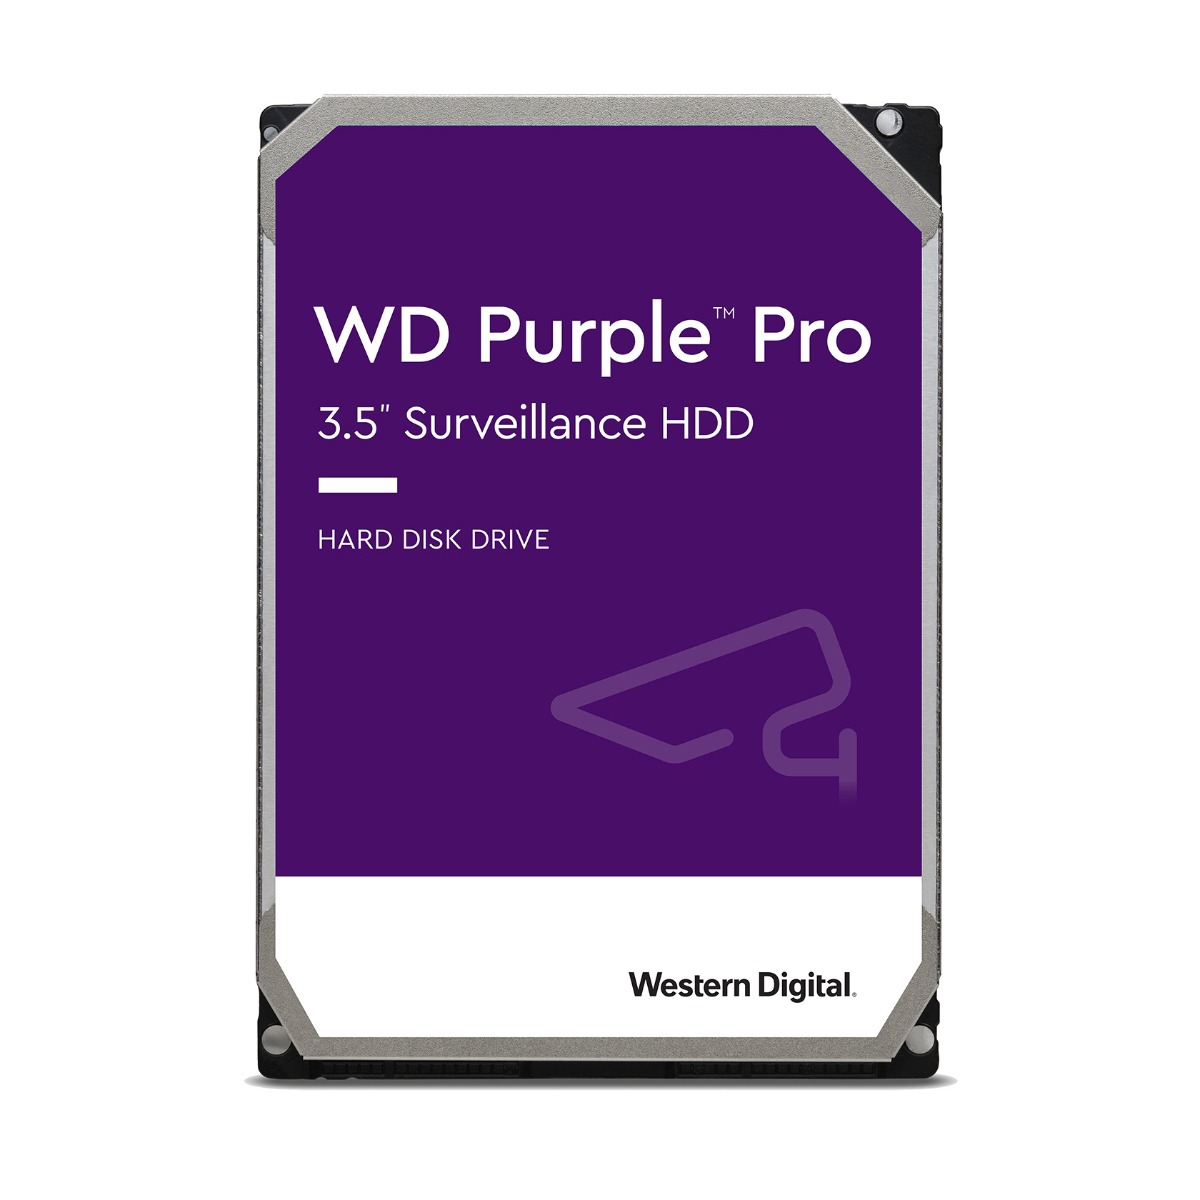 WD Purple™ Pro
3.5" Surveillance HDD
HARD DISK DRIVE
Western Digital®